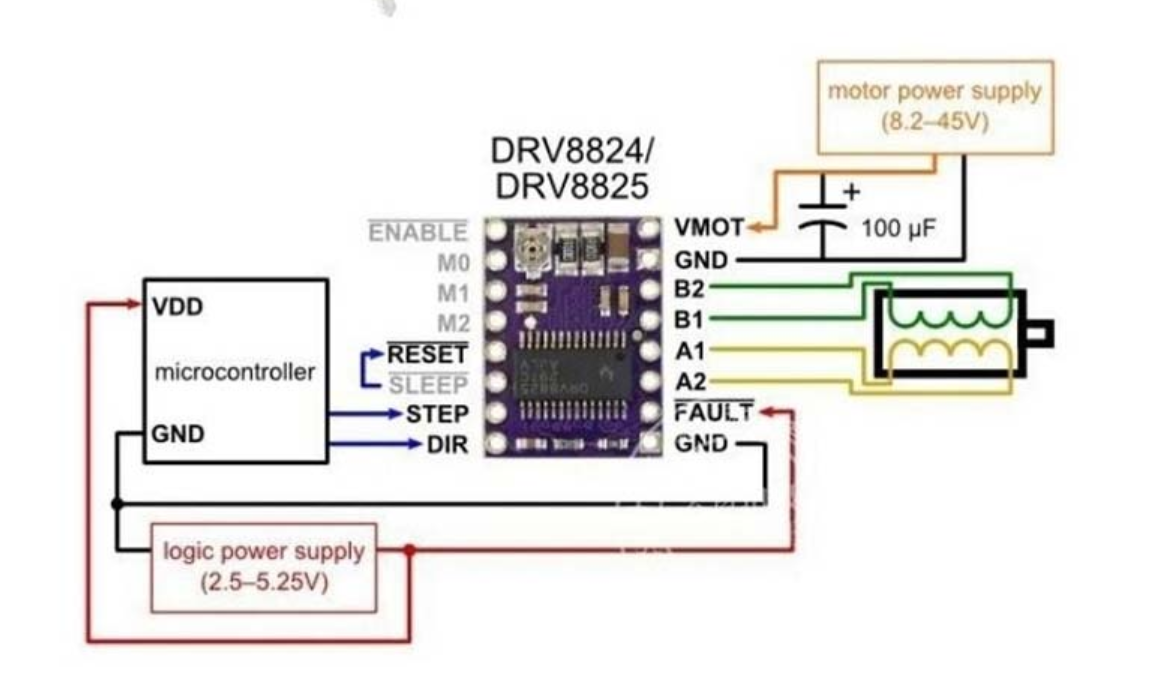 DRV8824/
DRV8825
motor power supply
(8.2–45V)
ENABLE
M0
M1
M2
RESET
SLEEP
STEP
DIR
VMOT
GND
B2
B1
A1
A2
FAULT
GND
+
100 µF
VDD
microcontroller
GND
logic power supply
(2.5–5.25V)